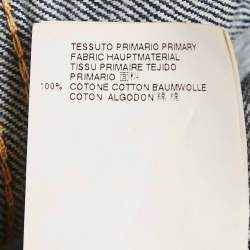 TESSUTO PRIMARIO PRIMARY
FABRIC HAUPTMATERIAL
TISSU PRIMAIRE TEJIDO
PRIMARIO 面料
100% COTONE COTTON BAUMWOLLE
COTON ALGODON 綿 棉